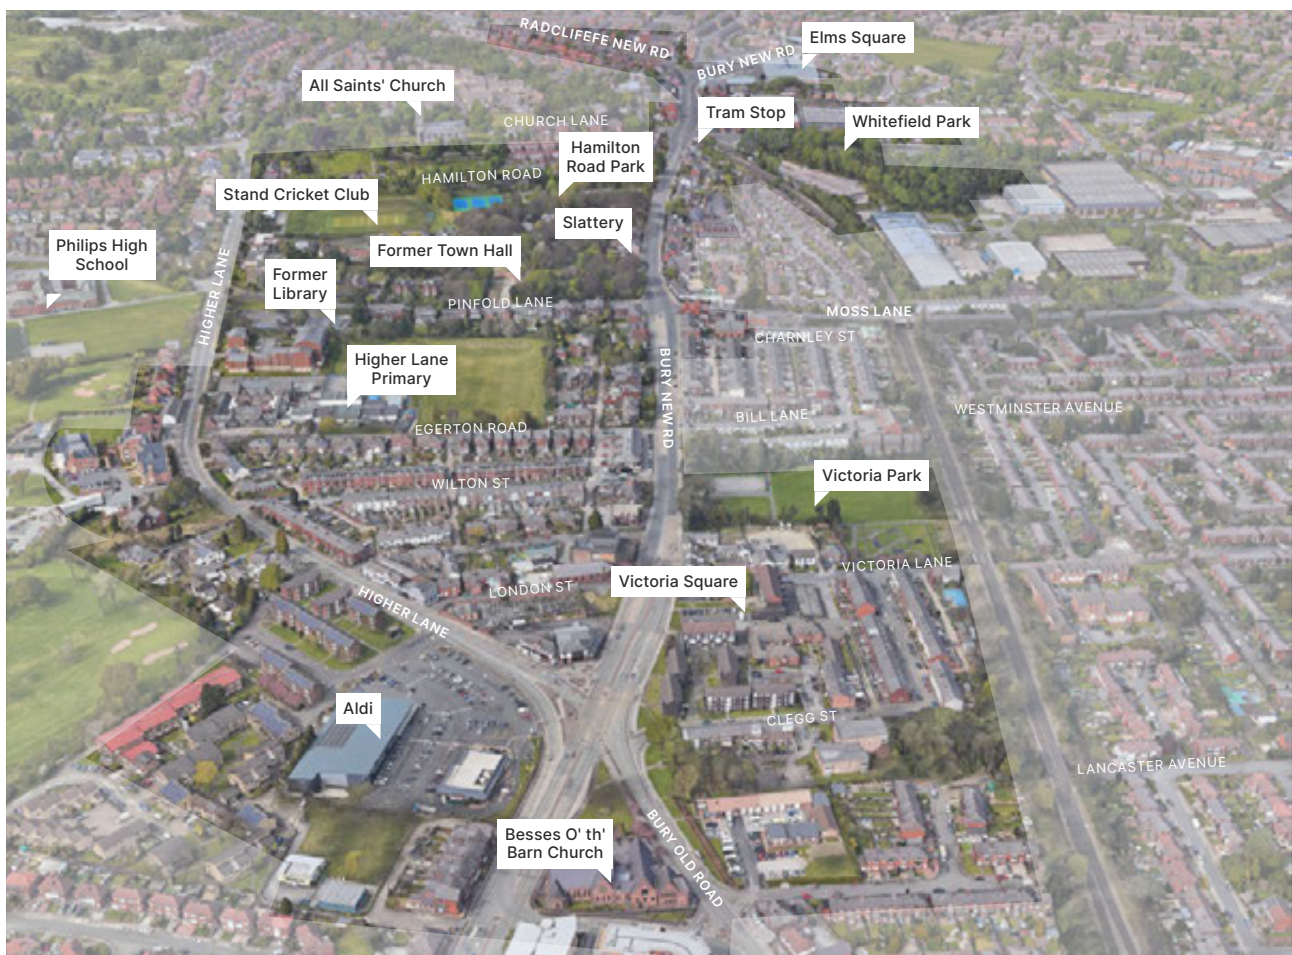 RADCLIFEFE NEW RD
BURY NEW RD
Elms Square
All Saints' Church
Tram Stop
Whitefield Park
CHURCH LANE
Hamilton
Road Park
HAMILTON ROAD
Stand Cricket Club
Slattery
Philips High
School
Former Town Hall
Former
Library
HIGHER LANE
PINFOLD LANE
MOSS LANE
CHARNLEY ST
Higher Lane
Primary
BURY NEW RD
WESTMINSTER AVENUE
BILL LANE
EGERTON ROAD
Victoria Park
WILTON ST
VICTORIA LANE
Victoria Square
LONDON ST
HIGHER LANE
Aldi
CLEGG ST
LANCASTER AVENUE
Besses O' th'
Barn Church
BURY OLD ROAD